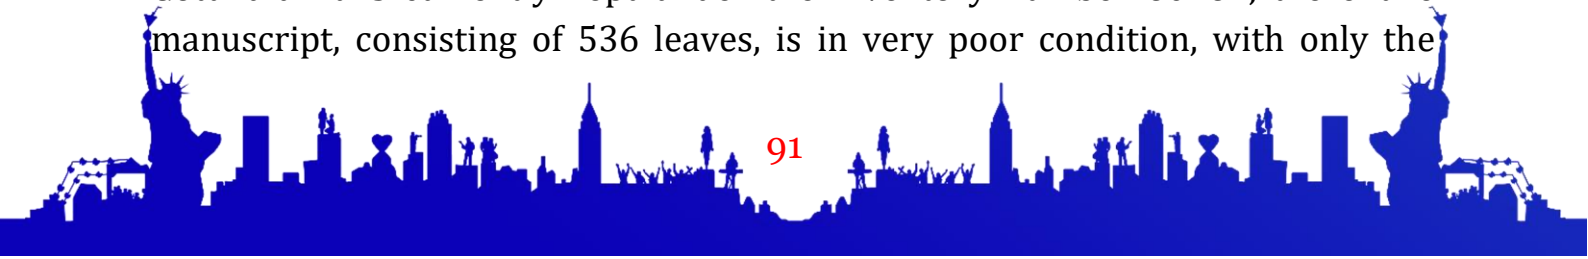 manuscript, consisting of 536 leaves, is in very poor condition, with only the
91